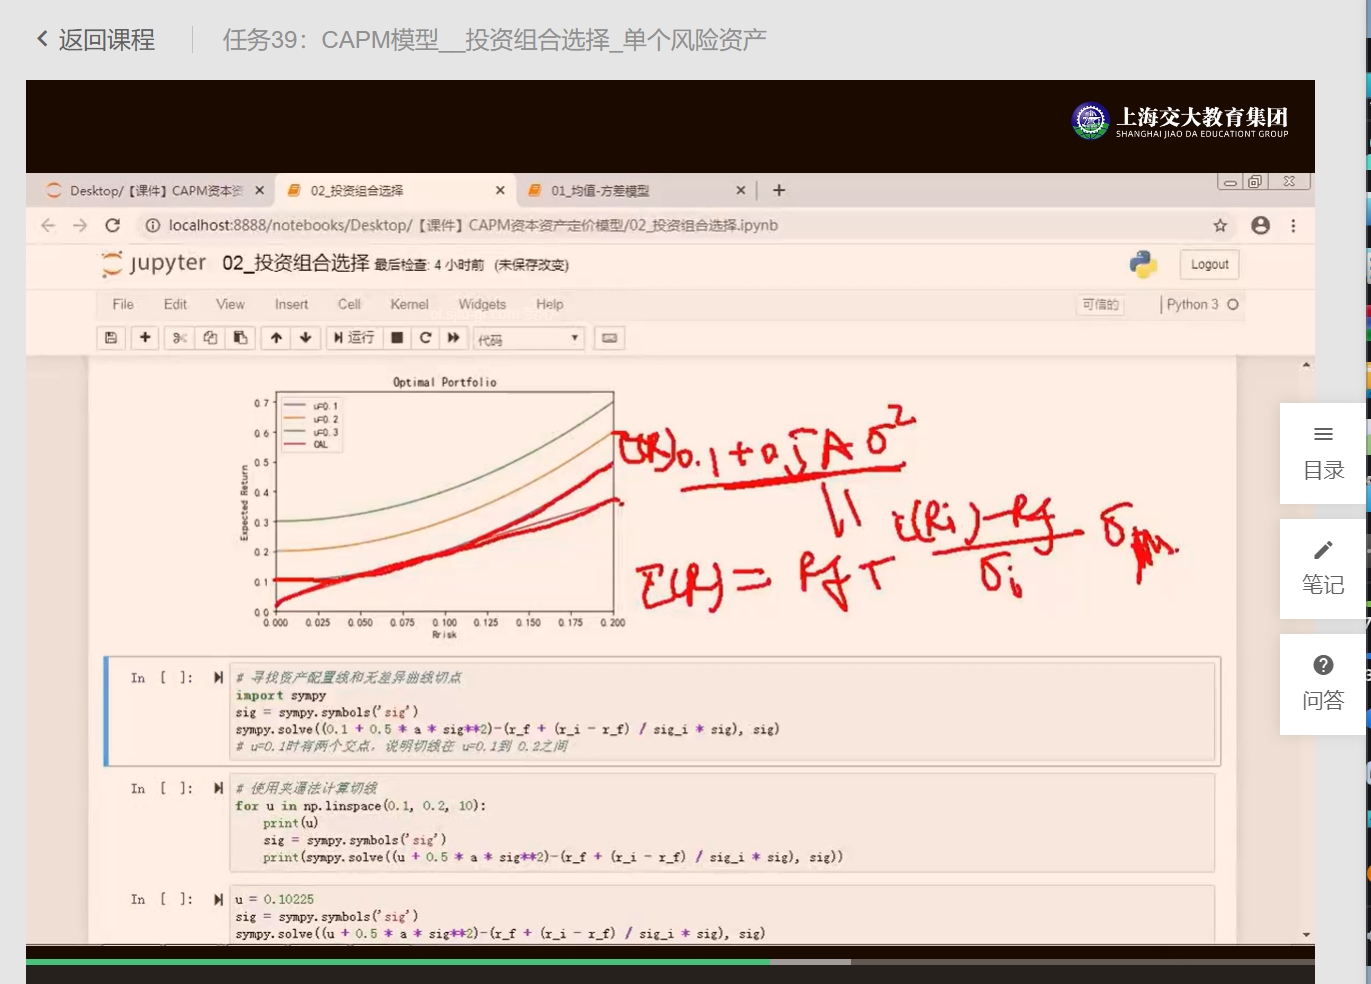 返回课程
任务39：CAPM模型__投资组合选择_单个风险资产
上海交大教育集团
SHANGHAI JIAO DA EDUCATIONT GROUP
Desktop/【课件】CAPM资本资
02_投资组合选择
01_均值-方差模型
localhost:8888/notebooks/Desktop/【课件】CAPM资本资产定价模型/02_投资组合选择.ipynb
jupyter 02_投资组合选择 最后检查: 4 小时前 (未保存改变)
Logout
File Edit View Insert Cell Kernel Widgets Help
可信的
Python 3
运行
代码
Optimal Portfolio
u=0.1
u=0.2
u=0.3
CAL
0.7
0.6
0.5
0.4
0.3
0.2
0.1
0.0
Expected Return
0.000 0.025 0.050 0.075 0.100 0.125 0.150 0.175 0.200
Rrisk
E(R) 0.1+0.5Aσ²
E(Ri)-Rf
E(R) = Rf +
σi
目录
笔记
问答
In [ ]:
# 寻找资产配置线和无差异曲线切点
import sympy
sig = sympy.symbols('sig')
sympy.solve((0.1 + 0.5 * a * sig**2)-(r_f + (r_i - r_f) / sig_i * sig), sig)
# u=0.1时有两个交点，说明切线在 u=0.1到 0.2之间
In [ ]:
# 使用夹逼法计算切线
for u in np.linspace(0.1, 0.2, 10):
print(u)
sig = sympy.symbols('sig')
print(sympy.solve((u + 0.5 * a * sig**2)-(r_f + (r_i - r_f) / sig_i * sig), sig))
In [ ]:
u = 0.10225
sig = sympy.symbols('sig')
sympy.solve((u + 0.5 * a * sig**2)-(r_f + (r_i - r_f) / sig_i * sig), sig)